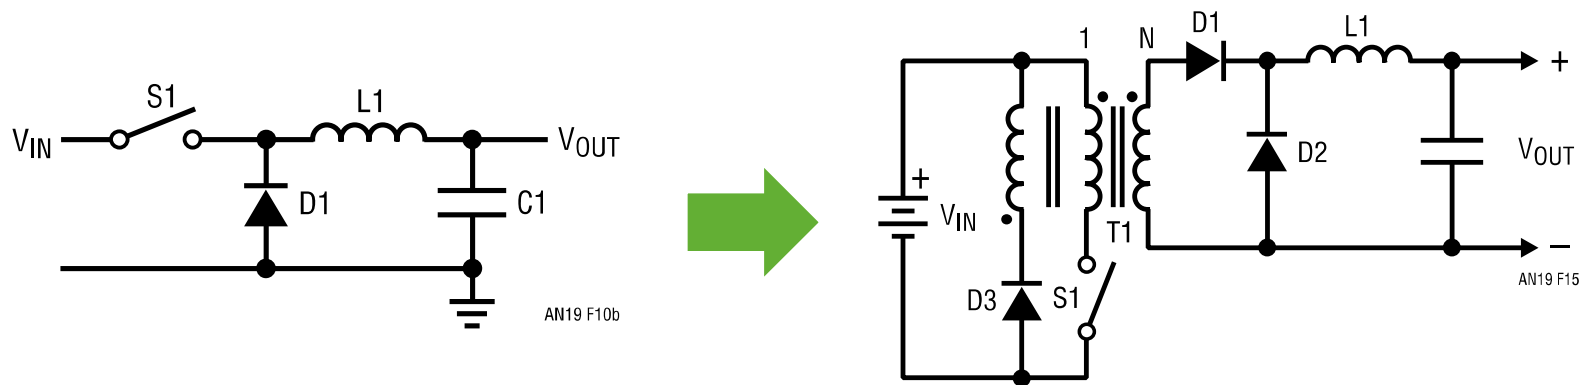 S1
L1
VIN
VOUT
D1
C1
AN19 F10b
1
N
D1
L1
+
D2
VOUT
+
VIN
T1
D3
S1
–
AN19 F15